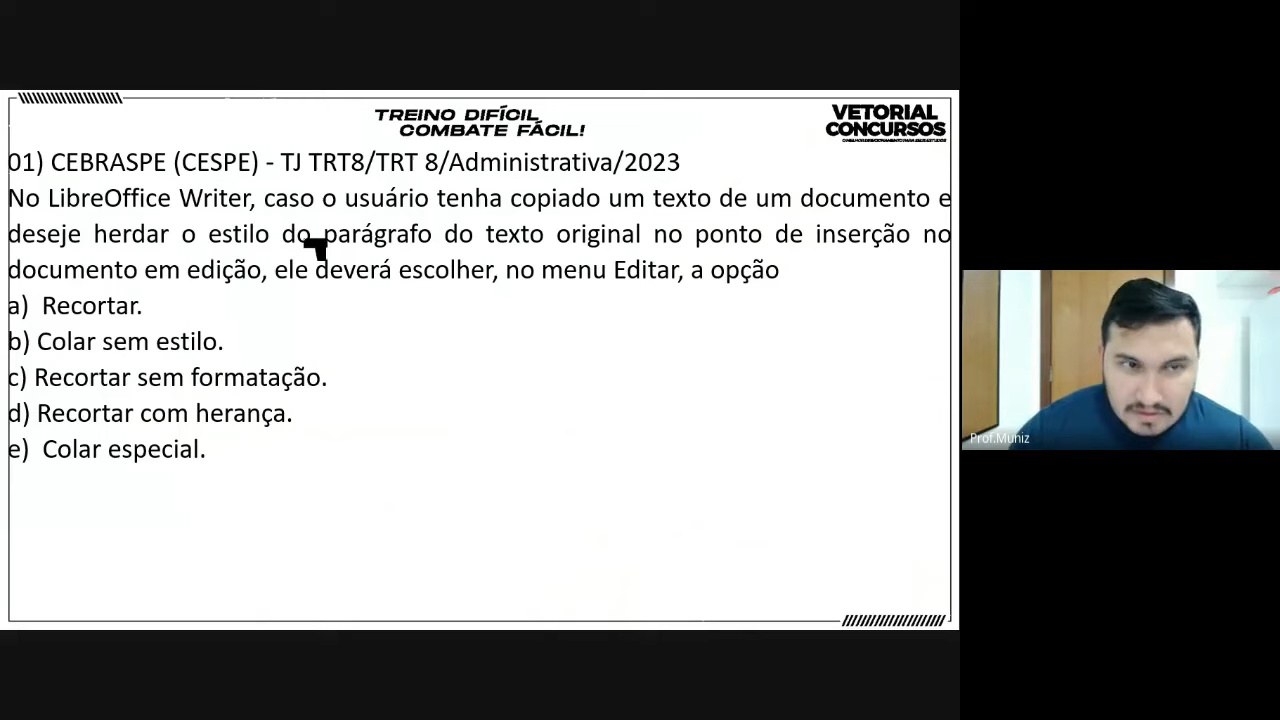 TREINO DIFÍCIL
COMBATE FÁCIL!
VETORIAL
CONCURSOS
01) CEBRASPE (CESPE) - TJ TRT8/TRT 8/Administrativa/2023
No LibreOffice Writer, caso o usuário tenha copiado um texto de um documento e
deseje herdar o estilo do parágrafo do texto original no ponto de inserção no
documento em edição, ele deverá escolher, no menu Editar, a opção
a) Recortar.
b) Colar sem estilo.
c) Recortar sem formatação.
d) Recortar com herança.
e) Colar especial.
Prof.Muniz